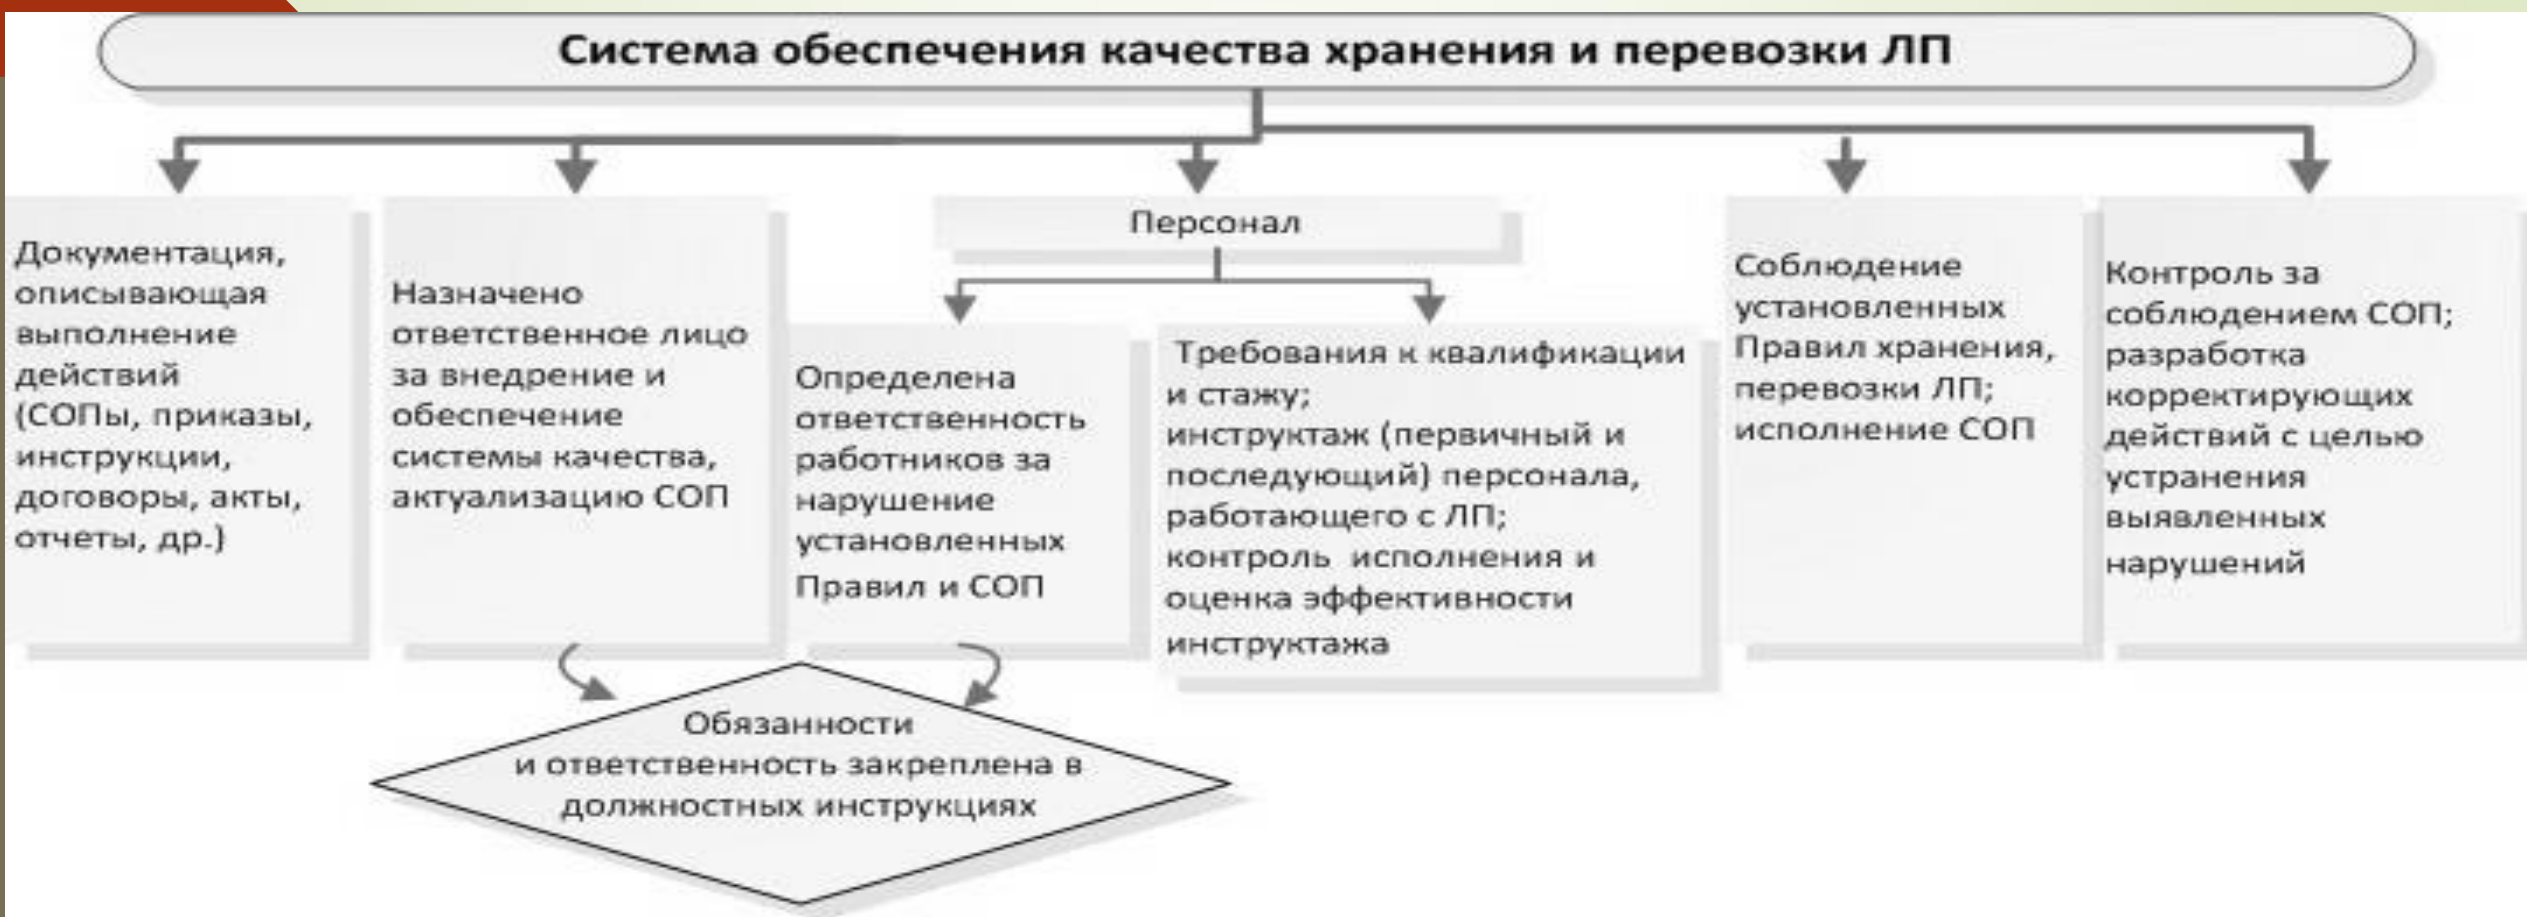 Система обеспечения качества хранения и перевозки ЛП
Документация,
описывающая
выполнение
действий
(СОПы, приказы,
инструкции,
договоры, акты,
отчеты, др.)
Назначено
ответственное лицо
за внедрение и
обеспечение
системы качества,
актуализацию СОП
Персонал
Определена
ответственность
работников за
нарушение
установленных
Правил и СОП
Требования к квалификации
и стажу;
инструктаж (первичный и
последующий) персонала,
работающего с ЛП;
контроль исполнения и
оценка эффективности
инструктажа
Соблюдение
установленных
Правил хранения,
перевозки ЛП;
исполнение СОП
Контроль за
соблюдением СОП;
разработка
корректирующих
действий с целью
устранения
выявленных
нарушений
Обязанности
и ответственность закреплена в
должностных инструкциях